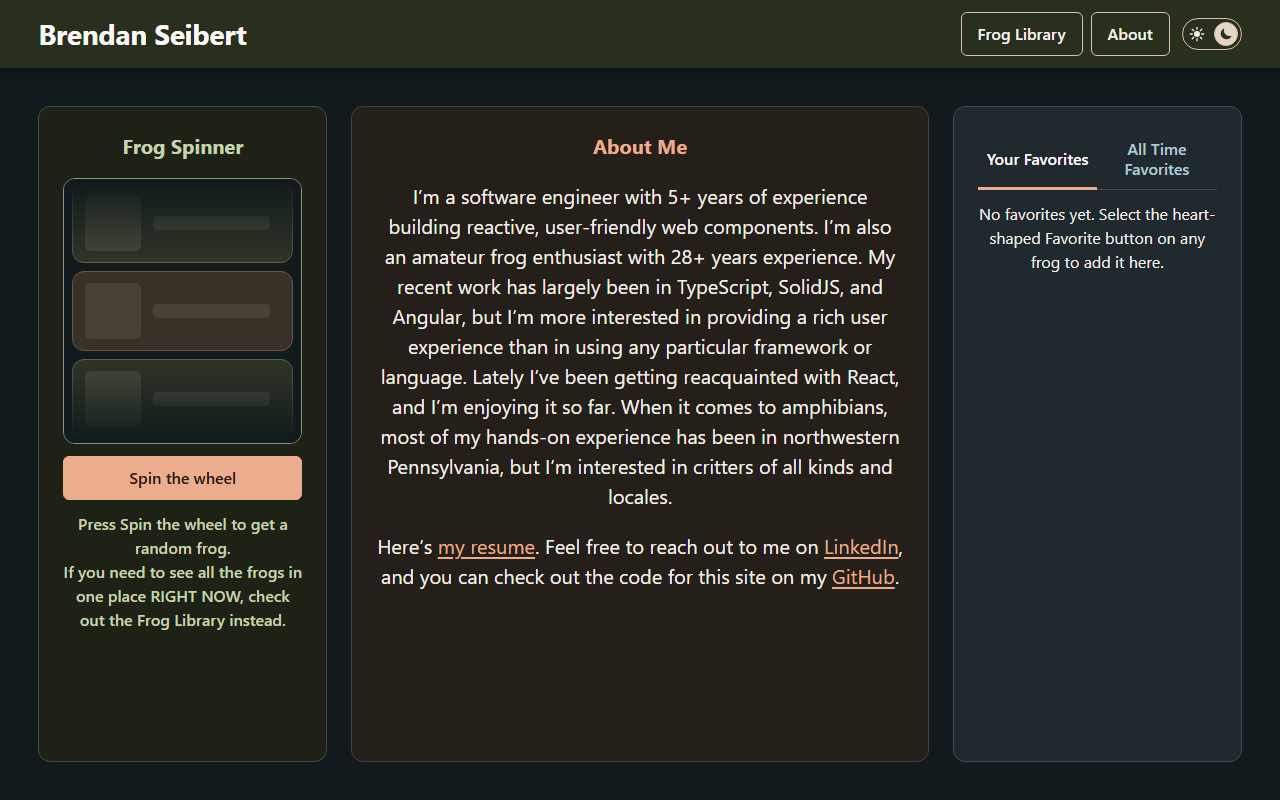 Brendan Seibert
Frog Library
About
Frog Spinner
Spin the wheel
Press Spin the wheel to get a
random frog.
If you need to see all the frogs in
one place RIGHT NOW, check
out the Frog Library instead.
About Me
I’m a software engineer with 5+ years of experience
building reactive, user-friendly web components. I’m also
an amateur frog enthusiast with 28+ years experience. My
recent work has largely been in TypeScript, SolidJS, and
Angular, but I’m more interested in providing a rich user
experience than in using any particular framework or
language. Lately I’ve been getting reacquainted with React,
and I’m enjoying it so far. When it comes to amphibians,
most of my hands-on experience has been in northwestern
Pennsylvania, but I’m interested in critters of all kinds and
locales.
Here’s my resume. Feel free to reach out to me on LinkedIn,
and you can check out the code for this site on my GitHub.
Your Favorites
All Time
Favorites
No favorites yet. Select the heart-
shaped Favorite button on any
frog to add it here.